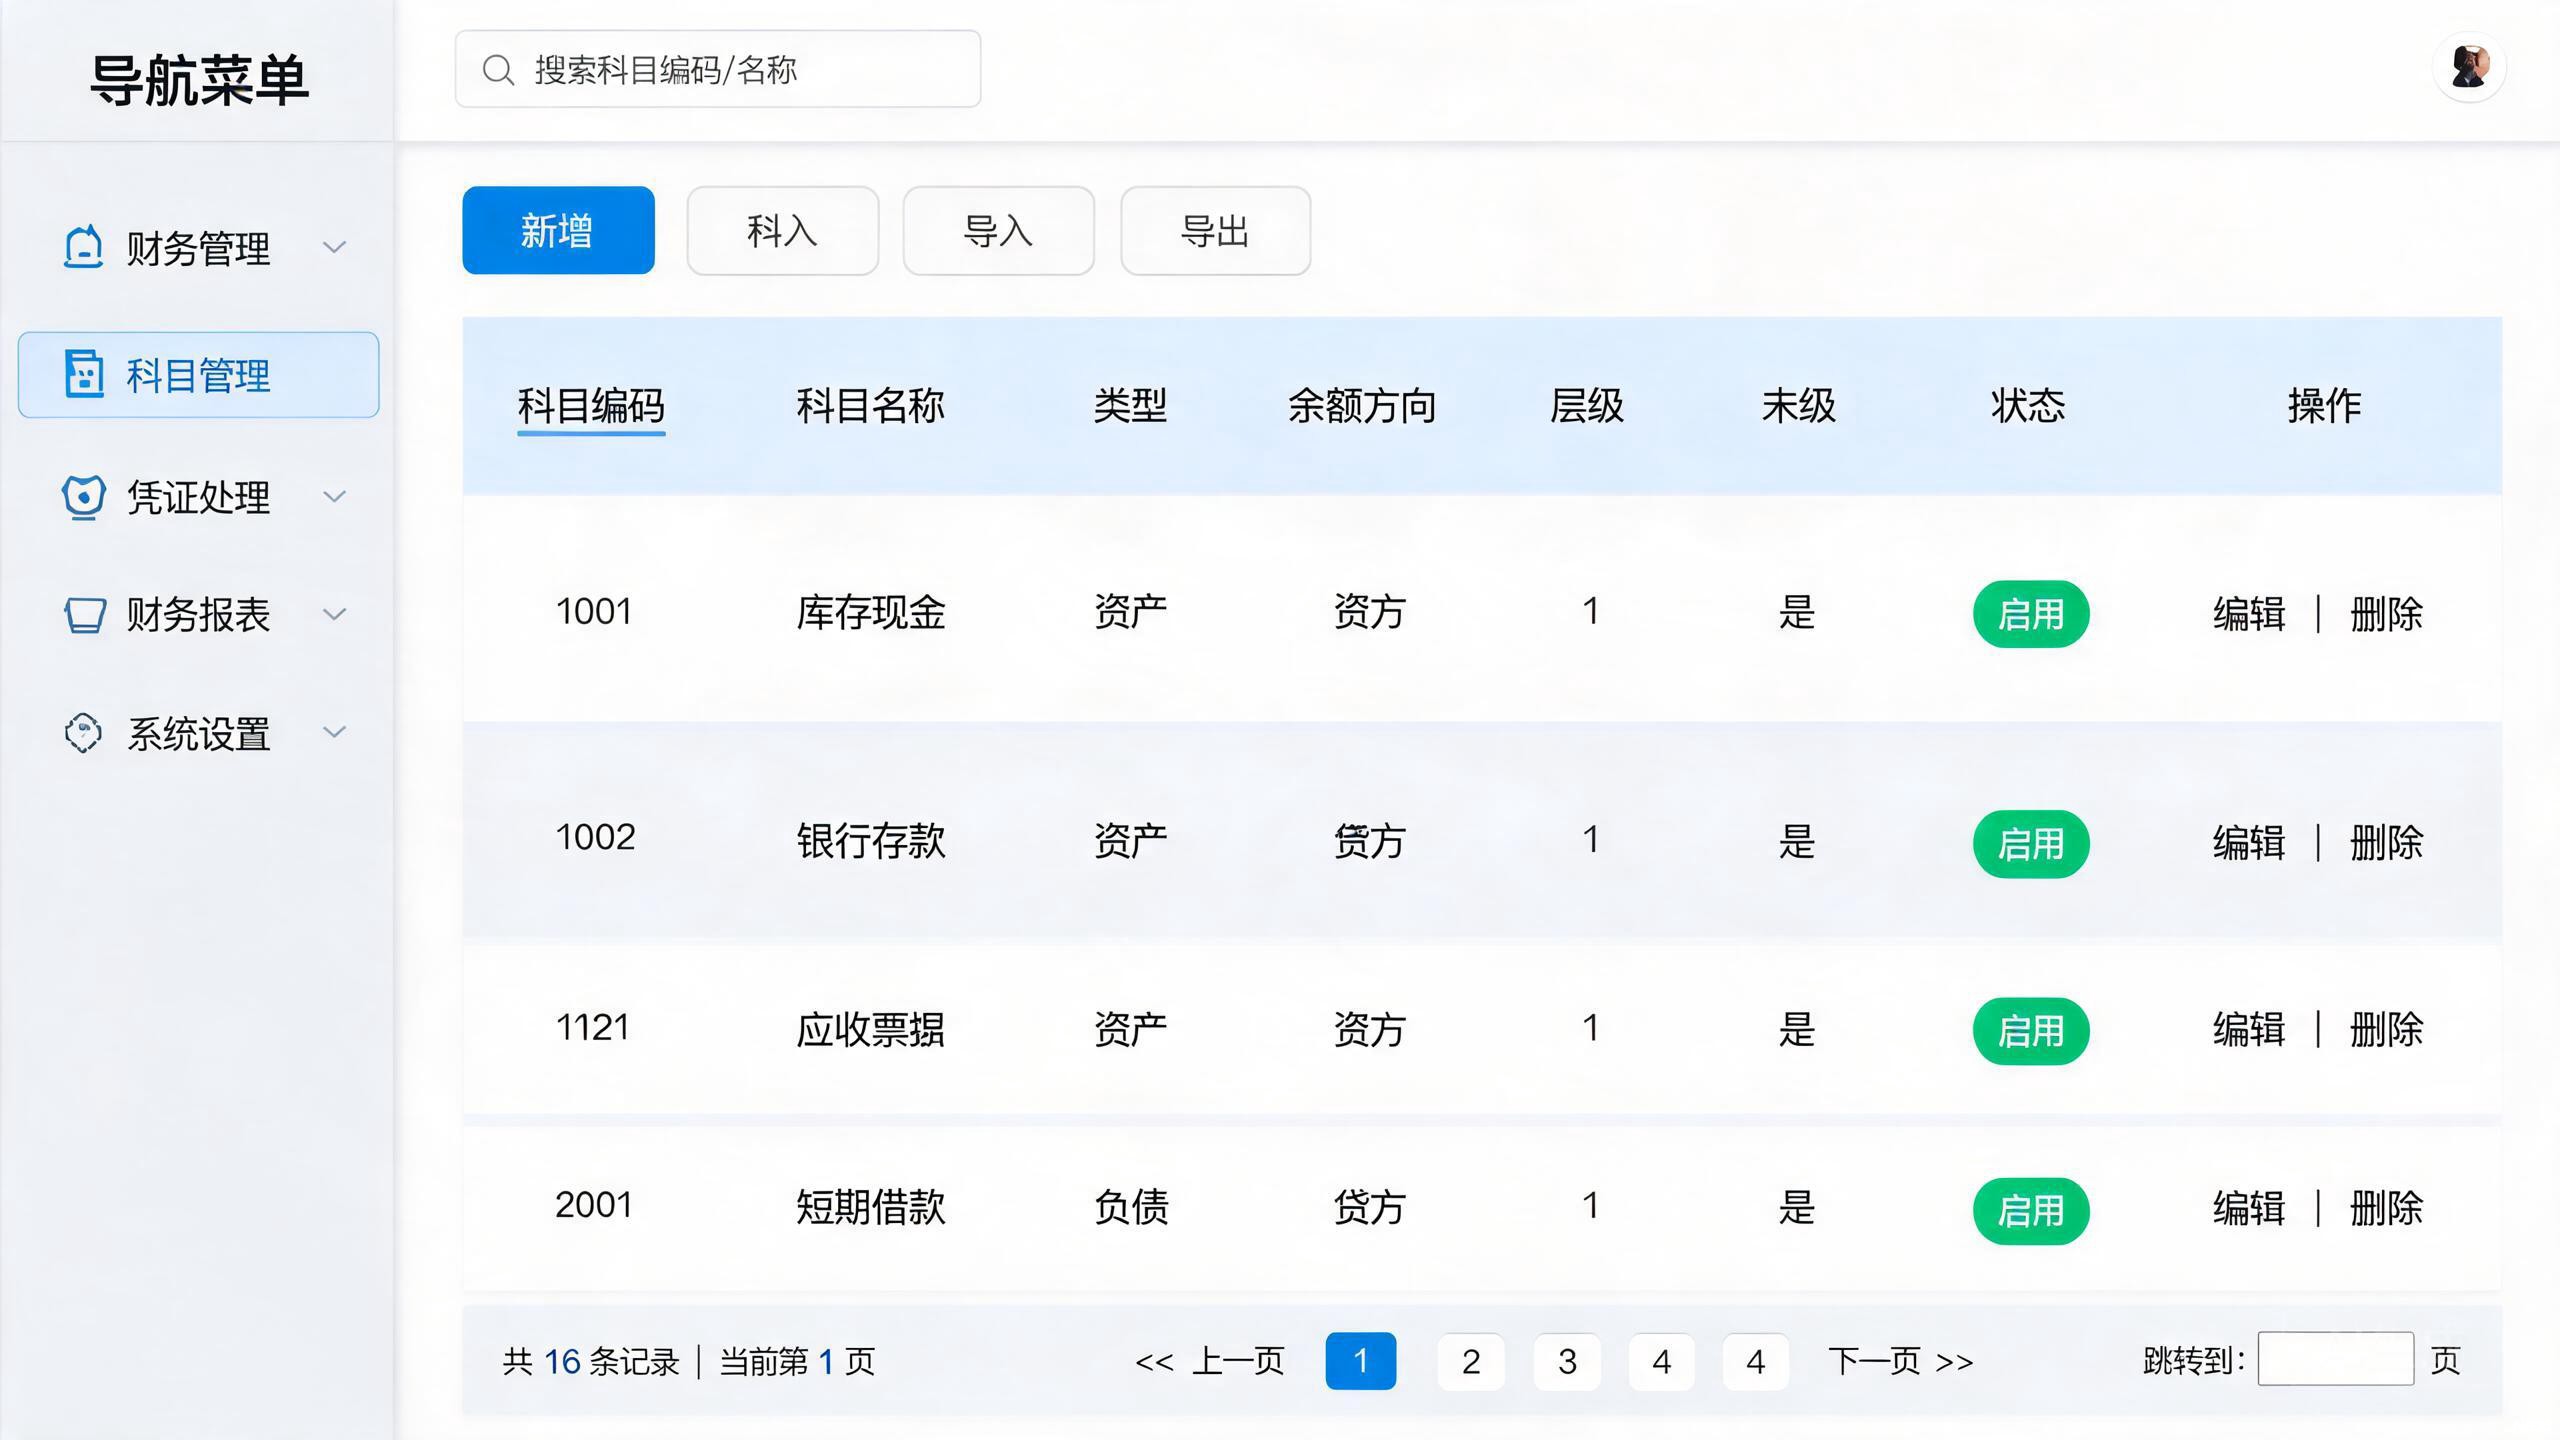 导航菜单
搜索科目编码/名称
财务管理
科目管理
凭证处理
财务报表
系统设置
新增 科入 导入 导出
科目编码 科目名称 类型 余额方向 层级 末级 状态 操作
1001 库存现金 资产 资方 1 是 启用 编辑 | 删除
1002 银行存款 资产 方 1 是 启用 编辑 | 删除
1121 应收票 资产 资方 1 是 启用 编辑 | 删除
2001 短期借款 负债 贷方 1 是 启用 编辑 | 删除
共 16 条记录 | 当前第 1 页 << 上一页 1 2 3 4 4 下一页 >> 跳转到： 页